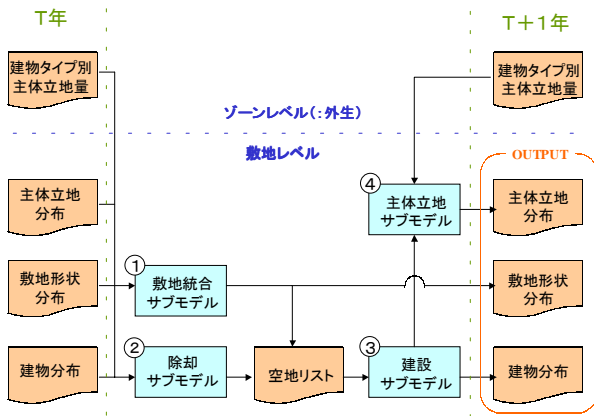 T年
T+1年
建物タイプ別
主体立地量
建物タイプ別
主体立地量
ゾーンレベル(:外生)
敷地レベル
OUTPUT
主体立地
分布
④
主体立地
サブモデル
主体立地
分布
敷地形状
分布
①
敷地統合
サブモデル
敷地形状
分布
建物分布
②
除却
サブモデル
空地リスト
③
建設
サブモデル
建物分布